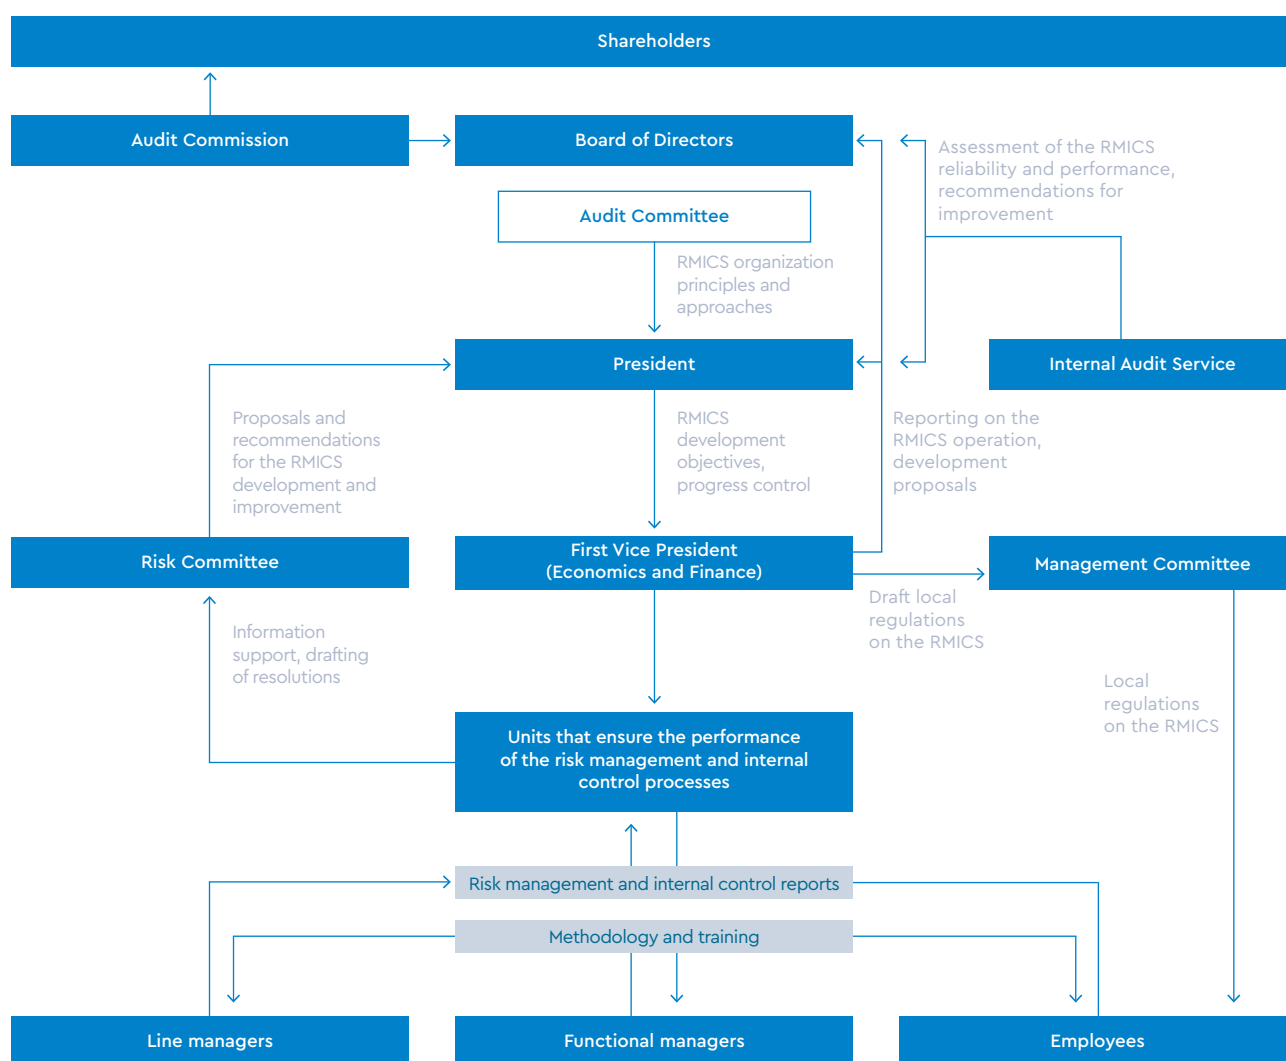 Shareholders
Audit Commission
Board of Directors
Assessment of the RMICS
reliability and performance,
recommendations for
improvement
Audit Committee
RMICS organization
principles and
approaches
President
Internal Audit Service
Proposals and
recommendations
for the RMICS
development and
improvement
RMICS
development
objectives,
progress control
Reporting on the
RMICS operation,
development
proposals
Risk Committee
First Vice President
(Economics and Finance)
Management Committee
Draft local
regulations
on the RMICS
Information
support, drafting
of resolutions
Local
regulations
on the RMICS
Units that ensure the performance
of the risk management and internal
control processes
Risk management and internal control reports
Methodology and training
Line managers
Functional managers
Employees